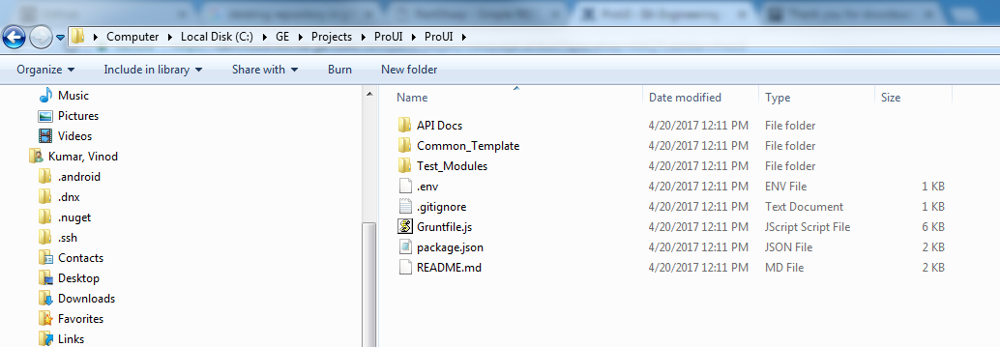 Computer Local Disk (C:) GE Projects ProUI ProUI
Organize Include in library Share with Burn New folder
Music
Pictures
Videos
Kumar, Vinod
.android
.dnx
.nuget
.ssh
Contacts
Desktop
Downloads
Favorites
Links
Name Date modified Type Size
API Docs 4/20/2017 12:11 PM File folder
Common_Template 4/20/2017 12:11 PM File folder
Test_Modules 4/20/2017 12:11 PM File folder
.env 4/20/2017 12:11 PM ENV File 1 KB
.gitignore 4/20/2017 12:11 PM Text Document 1 KB
Gruntfile.js 4/20/2017 12:11 PM JScript Script File 6 KB
package.json 4/20/2017 12:11 PM JSON File 2 KB
README.md 4/20/2017 12:11 PM MD File 2 KB